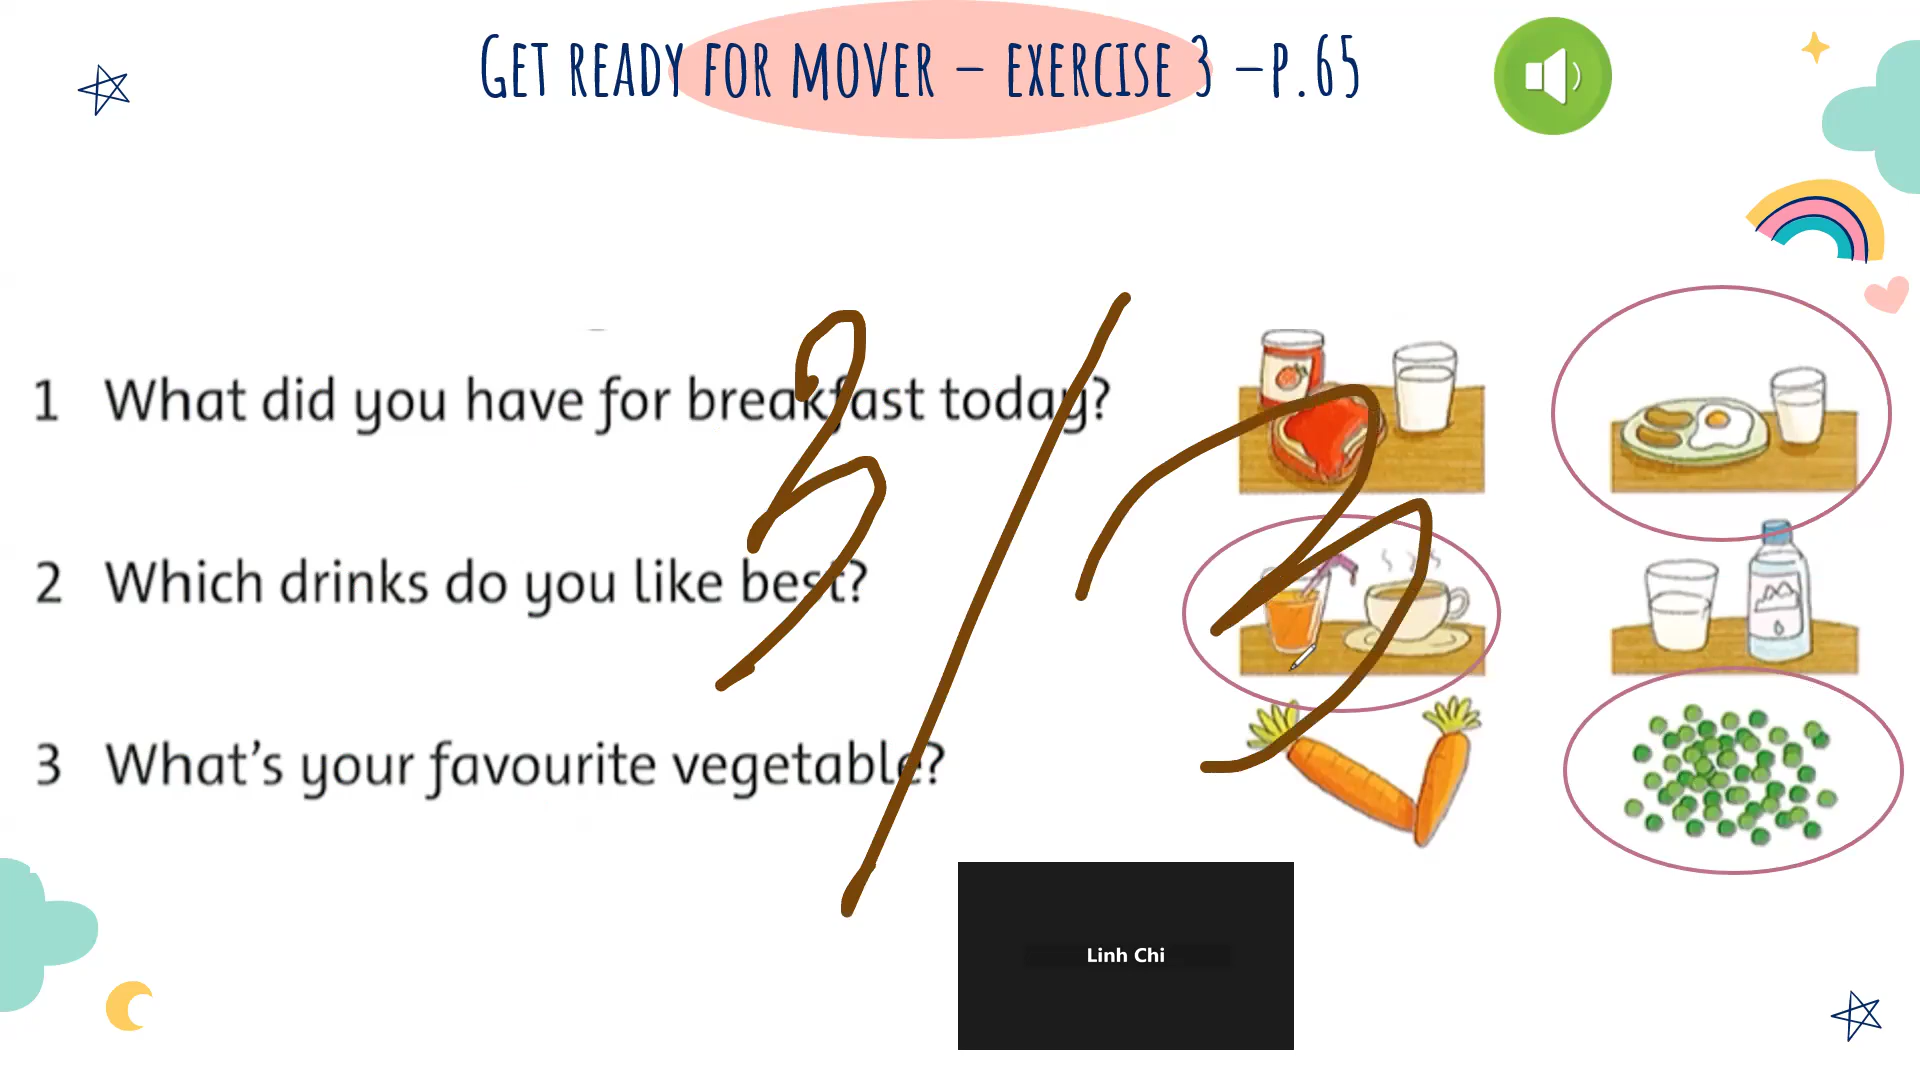 GET READY FOR MOVER – EXERCISE 3 –P.65
1 What did you have for breakfast today?
2 Which drinks do you like best?
3 What's your favourite vegetable?
3/3
Linh Chi